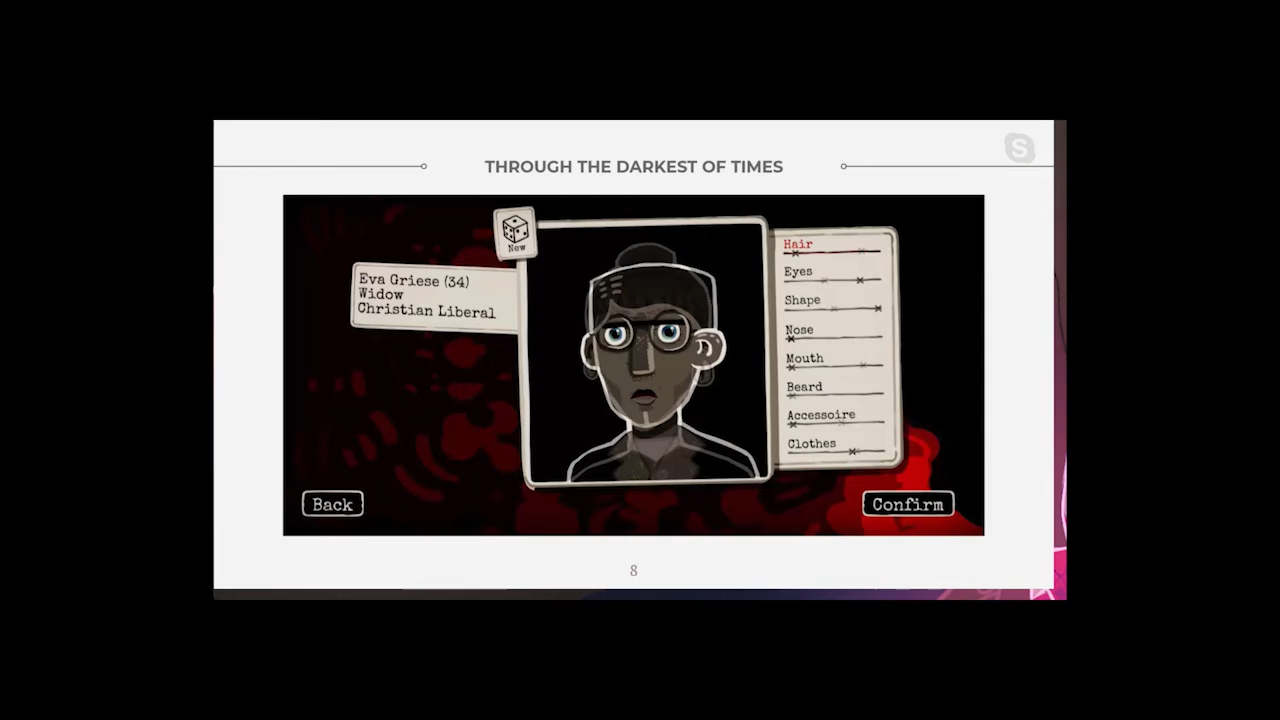 S
THROUGH THE DARKEST OF TIMES
New
Eva Griese (34)
Widow
Christian Liberal
Hair
Eyes
Shape
Nose
Mouth
Beard
Accessoire
Clothes
Back
Confirm
8